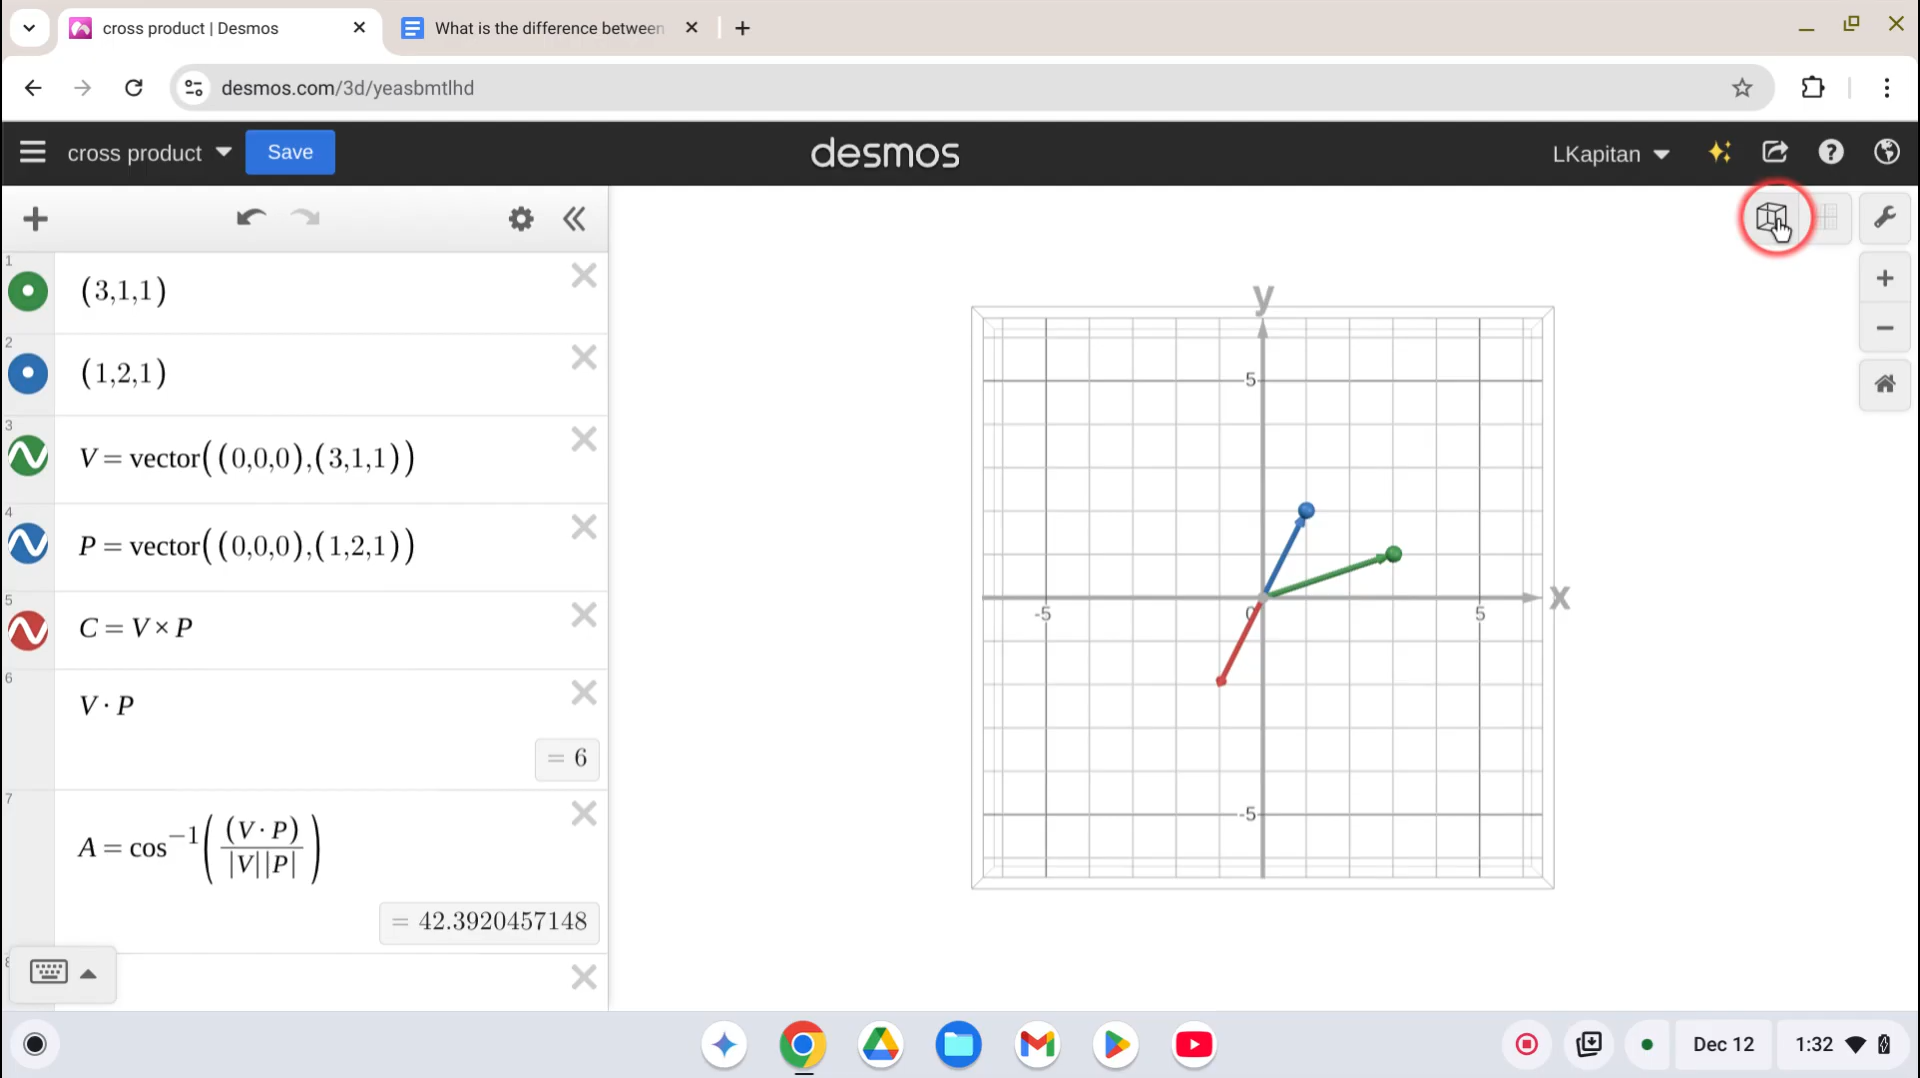 cross product | Desmos
What is the difference between
desmos.com/3d/yeasbmtlhd
cross product
Save
desmos
LKapitan
1
(3,1,1)
2
(1,2,1)
3
V = vector((0,0,0),(3,1,1))
4
P = vector((0,0,0),(1,2,1))
5
C = V × P
6
V · P
= 6
7
A = cos⁻¹((V · P)/|V||P|)
= 42.3920457148
8
y
5
-5
0
5
x
-5
Dec 12
1:32